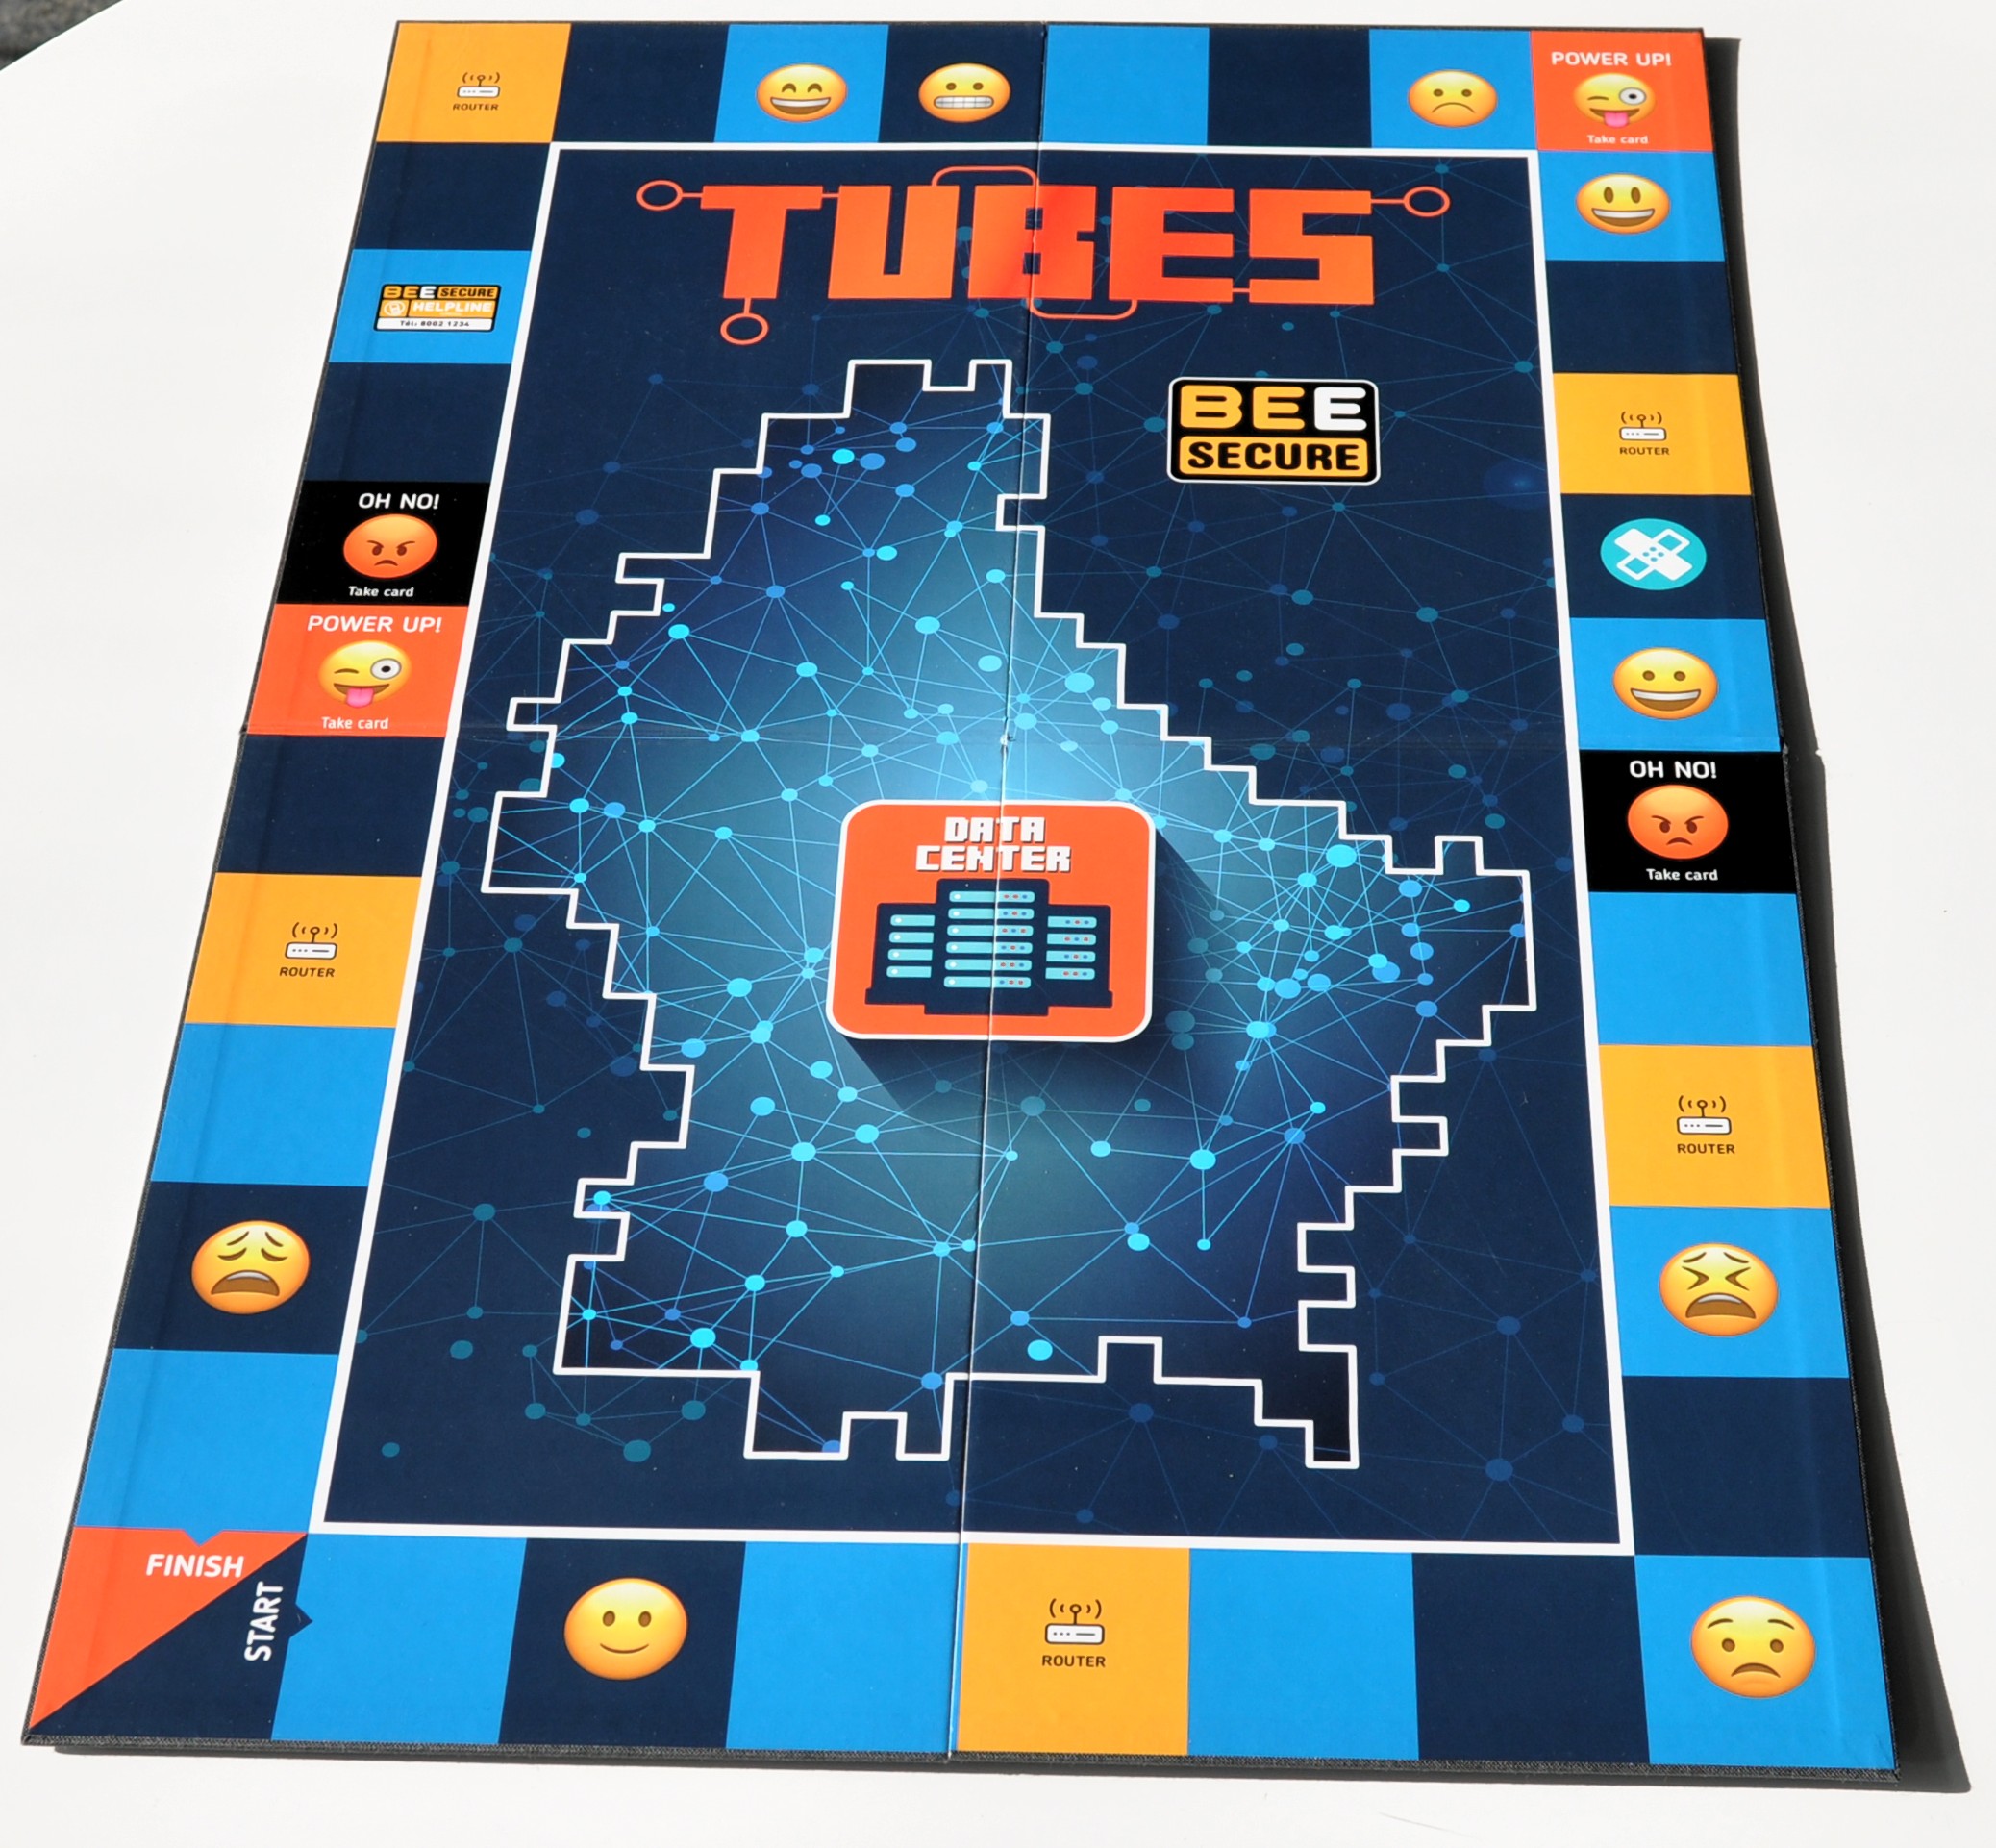 ROUTER
POWER UP!
Take card
TUBES
BEE SECURE
HELPLINE
Tél: 8002 1234
BEE
SECURE
ROUTER
OH NO!
Take card
POWER UP!
Take card
OH NO!
Take card
DATA
CENTER
ROUTER
ROUTER
FINISH
START
ROUTER